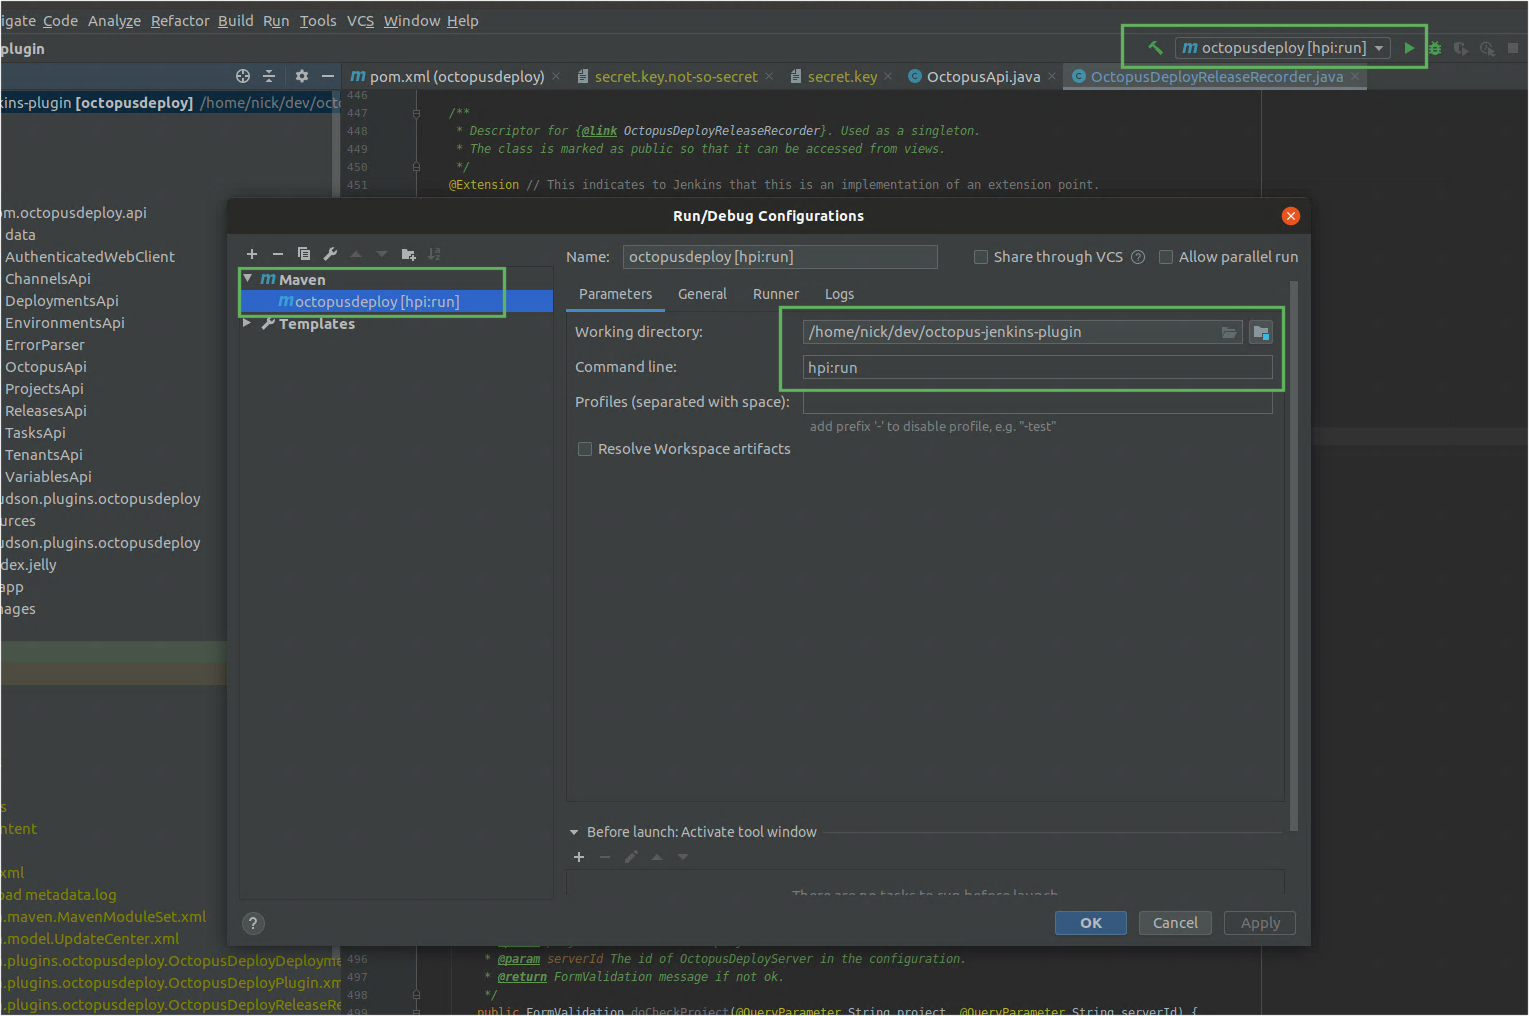 igate Code Analyze Refactor Build Run Tools VCS Window Help
plugin
m octopusdeploy [hpi:run]
m pom.xml (octopusdeploy) secret.key.not-so-secret secret.key OctopusApi.java OctopusDeployReleaseRecorder.java
kins-plugin [octopusdeploy] /home/nick/dev/octo
446
447 /**
448 * Descriptor for {@link OctopusDeployReleaseRecorder}. Used as a singleton.
449 * The class is marked as public so that it can be accessed from views.
450 */
451 @Extension // This indicates to Jenkins that this is an implementation of an extension point.
om.octopusdeploy.api
data
AuthenticatedWebClient
ChannelsApi
DeploymentsApi
EnvironmentsApi
ErrorParser
OctopusApi
ProjectsApi
ReleasesApi
TasksApi
TenantsApi
VariablesApi
udson.plugins.octopusdeploy
urces
udson.plugins.octopusdeploy
dex.jelly
app
mages
s
ntent
xml
oad metadata.log
n.maven.MavenModuleSet.xml
.model.UpdateCenter.xml
n.plugins.octopusdeploy.OctopusDeployDeployme
n.plugins.octopusdeploy.OctopusDeployPlugin.xm
n.plugins.octopusdeploy.OctopusDeployReleaseRe
Run/Debug Configurations
m Maven
m octopusdeploy [hpi:run]
Templates
Name: octopusdeploy [hpi:run] Share through VCS ? Allow parallel run
Parameters General Runner Logs
Working directory: /home/nick/dev/octopus-jenkins-plugin
Command line: hpi:run
Profiles (separated with space):
add prefix '-' to disable profile, e.g. "-test"
Resolve Workspace artifacts
Before launch: Activate tool window
There are no tasks to run before launch
? OK Cancel Apply
496 * @param serverId The id of OctopusDeployServer in the configuration.
497 * @return FormValidation message if not ok.
498 */
499 public FormValidation doCheckProject(@QueryParameter String project, @QueryParameter String serverId) {